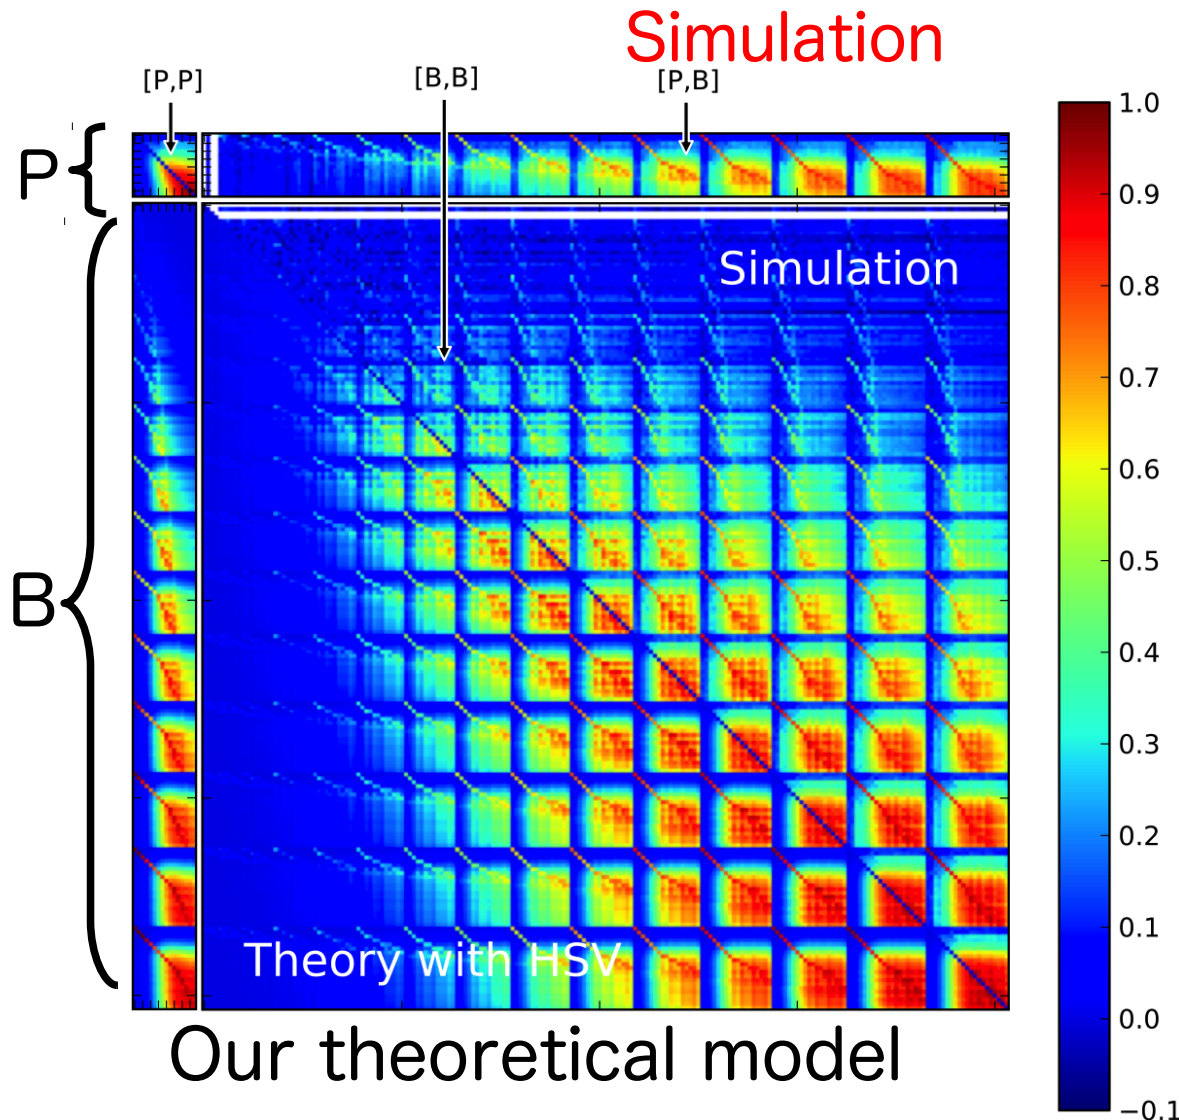 Simulation
[P,P]
[B,B]
[P,B]
P
B
Simulation
Theory with HSV
Our theoretical model
1.0
0.9
0.8
0.7
0.6
0.5
0.4
0.3
0.2
0.1
0.0
−0.1